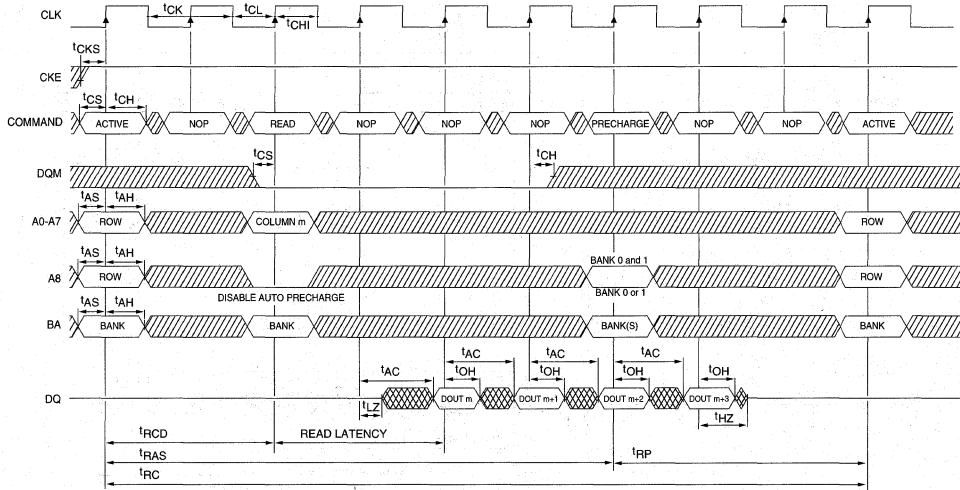 CLK
tCK
tCL
tCHI
tCKS
CKE
tCS
tCH
COMMAND
ACTIVE
NOP
READ
NOP
NOP
NOP
PRECHARGE
NOP
NOP
ACTIVE
tCS
tCH
DQM
tAS
tAH
A0-A7
ROW
COLUMN m
ROW
tAS
tAH
BANK 0 and 1
A8
ROW
ROW
DISABLE AUTO PRECHARGE
BANK 0 or 1
tAS
tAH
BA
BANK
BANK
BANK(S)
BANK
tAC
tAC
tAC
tAC
tOH
tOH
tOH
tOH
DQ
DOUT m
DOUT m+1
DOUT m+2
DOUT m+3
tLZ
tHZ
tRCD
READ LATENCY
tRAS
tRP
tRC